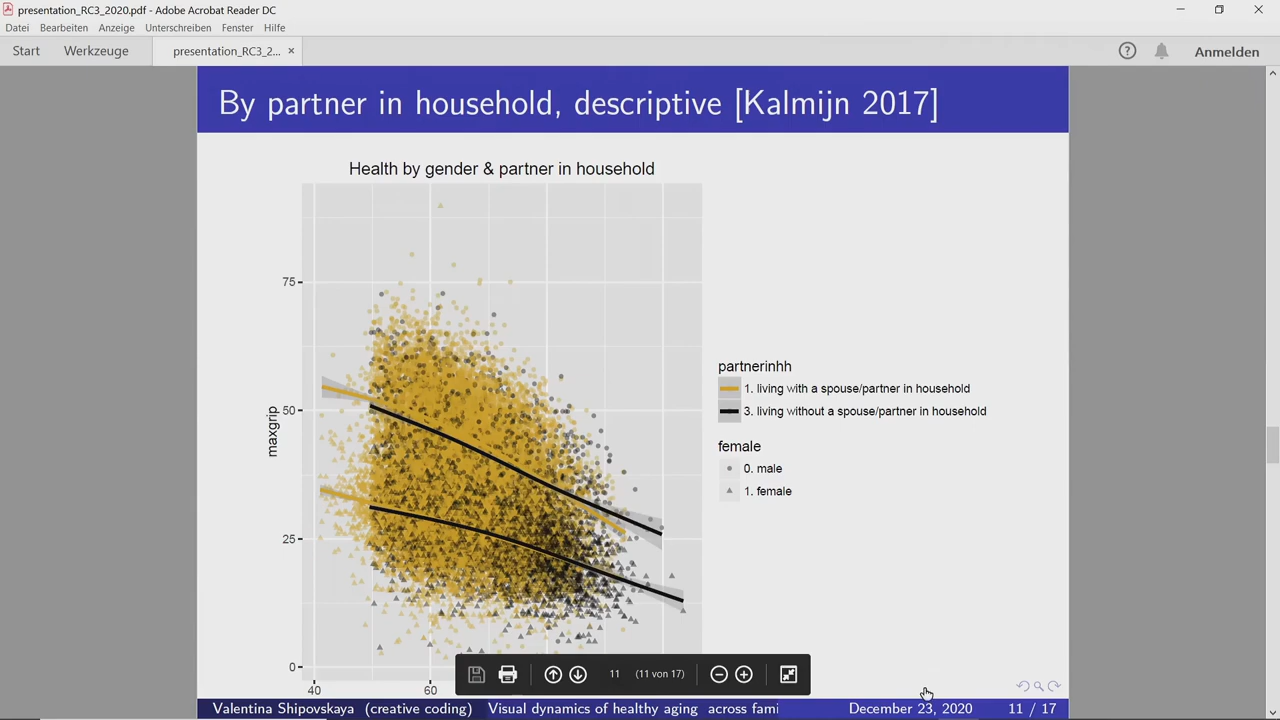 presentation_RC3_2020.pdf - Adobe Acrobat Reader DC
Datei Bearbeiten Anzeige Unterschreiben Fenster Hilfe
Start Werkzeuge presentation_RC3_2... × ? Anmelden
By partner in household, descriptive [Kalmijn 2017]
Health by gender & partner in household
75
50
25
0
maxgrip
40
60
partnerinhh
1. living with a spouse/partner in household
3. living without a spouse/partner in household
female
0. male
1. female
11 (11 von 17)
Valentina Shipovskaya (creative coding) Visual dynamics of healthy aging across fami December 23, 2020 11 / 17